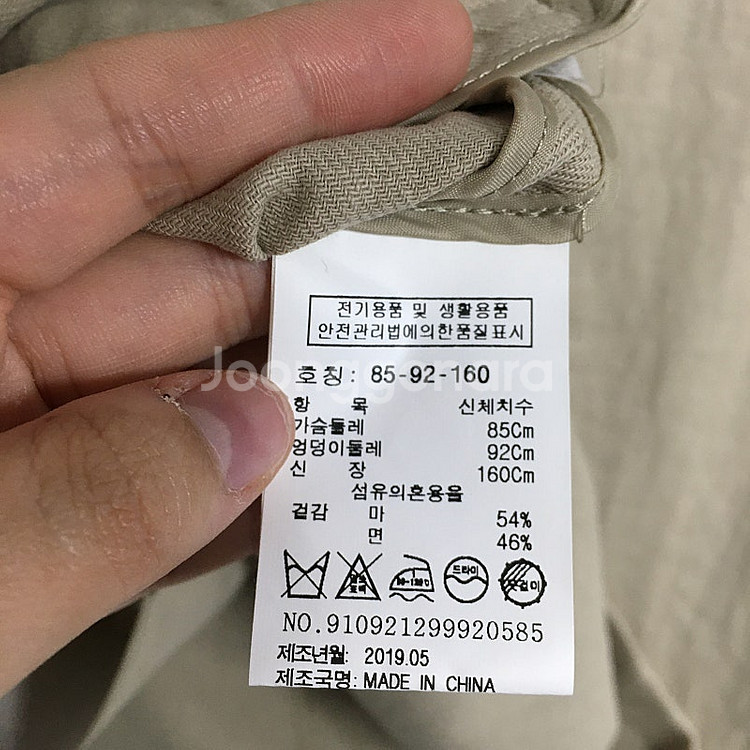 전기용품 및 생활용품
안전관리법에의한품질표시
Joonggonara
호칭: 85-92-160
항 목 신체치수
가슴둘레 85Cm
엉덩이둘레 92Cm
신 장 160Cm
섬유의혼용율
겉감 마 54%
면 46%
드라이
NO.910921299920585
제조년월: 2019.05
제조국명: MADE IN CHINA